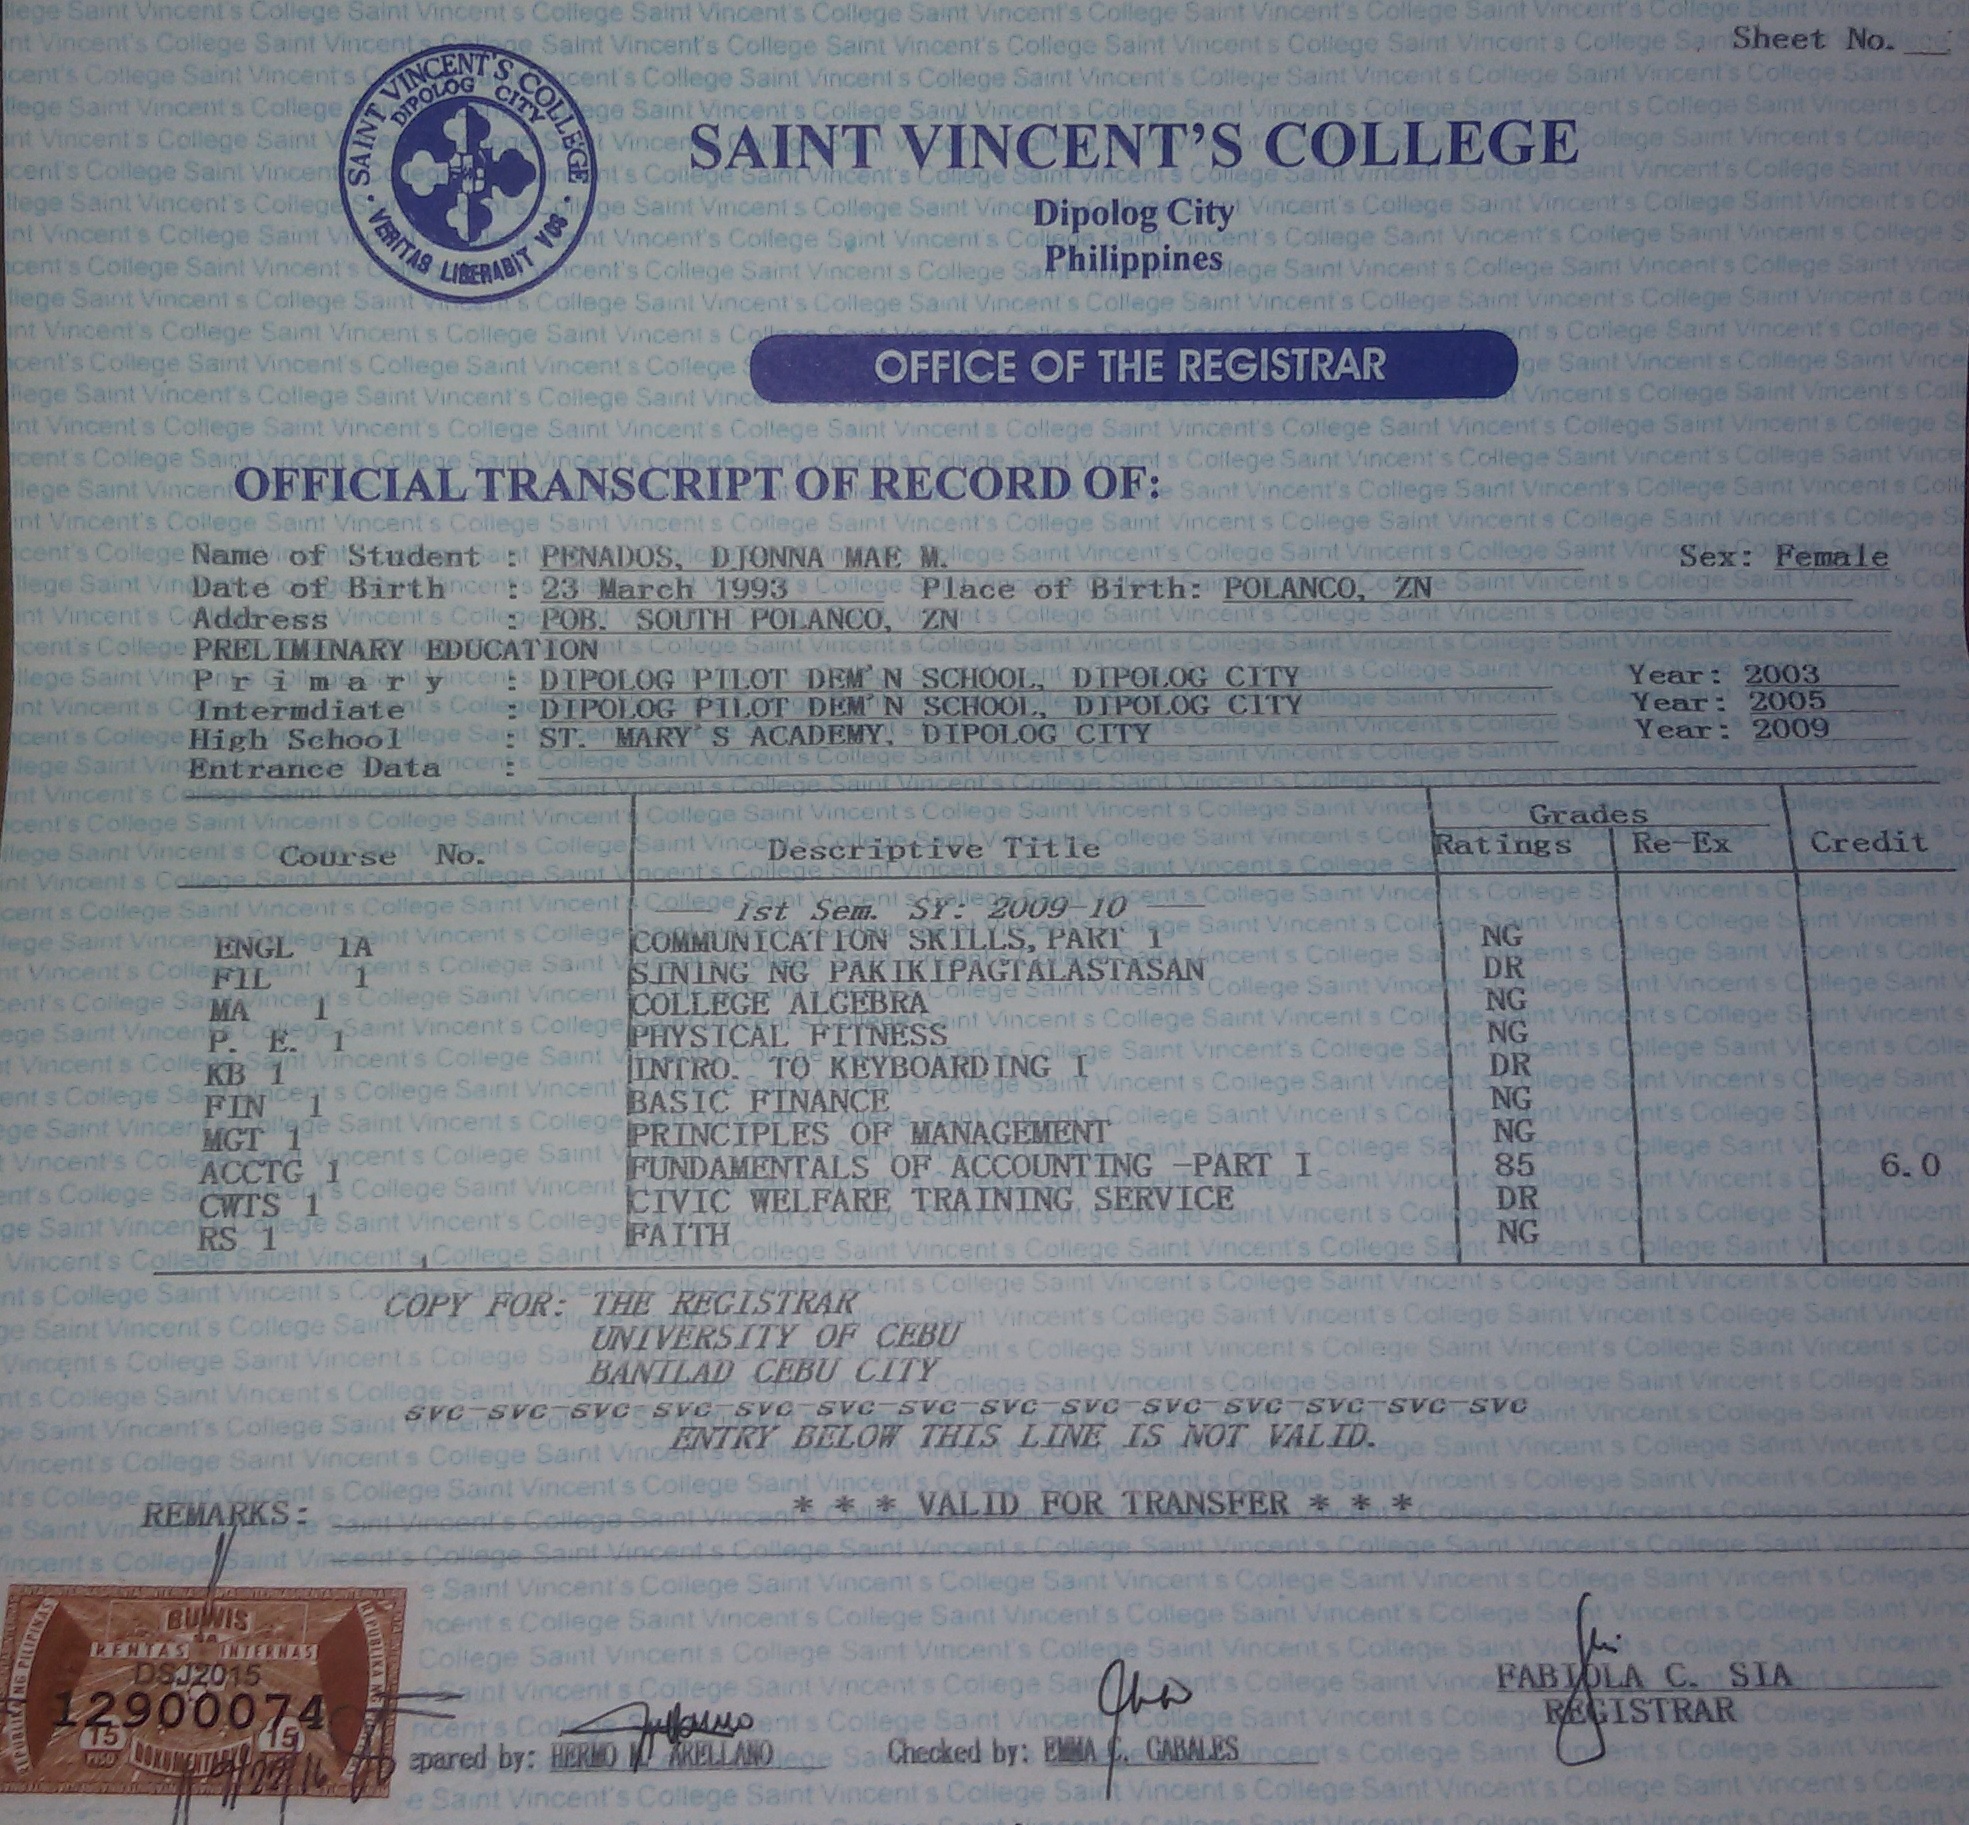 Sheet No.
SAINT VINCENT'S COLLEGE
DIPOLOG CITY
VERITAS LIBERABIT VOS
SAINT VINCENT'S COLLEGE
Dipolog City
Philippines
OFFICE OF THE REGISTRAR
OFFICIAL TRANSCRIPT OF RECORD OF:
Name of Student : PENADOS, DJONNA MAE M. Sex: Female
Date of Birth : 23 March 1993 Place of Birth: POLANCO, ZN
Address : POB. SOUTH POLANCO, ZN
PRELIMINARY EDUCATION
P r i m a r y : DIPOLOG PILOT DEM'N SCHOOL, DIPOLOG CITY Year: 2003
Intermdiate : DIPOLOG PILOT DEM'N SCHOOL, DIPOLOG CITY Year: 2005
High School : ST. MARY S ACADEMY, DIPOLOG CITY Year: 2009
Entrance Data :
Grades
Course No. Descriptive Title Ratings Re-Ex Credit
1st Sem. SY: 2009-10
ENGL 1A COMMUNICATION SKILLS, PART 1 NG
FIL 1 SINING NG PAKIKIPAGTALASTASAN DR
MA 1 COLLEGE ALGEBRA NG
P. E. 1 PHYSICAL FITNESS NG
KB 1 INTRO. TO KEYBOARDING I DR
FIN 1 BASIC FINANCE NG
MGT 1 PRINCIPLES OF MANAGEMENT NG
ACCTG 1 FUNDAMENTALS OF ACCOUNTING -PART I 85 6.0
CWTS 1 CIVIC WELFARE TRAINING SERVICE DR
RS 1 FAITH NG
COPY FOR: THE REGISTRAR
UNIVERSITY OF CEBU
BANILAD CEBU CITY
svc-svc-svc-svc-svc-svc-svc-svc-svc-svc-svc-svc-svc-svc
ENTRY BELOW THIS LINE IS NOT VALID.
REMARKS: * * * VALID FOR TRANSFER * * *
BUWIS
sa
RENTAS INTERNAS
REPUBLIKA NG PILIPINAS
DSJ2015
12900074
15 15
PISO
DOKUMENTARYO
FABIOLA C. SIA
REGISTRAR
epared by: HERMO M. ARELLANO Checked by: EMMA C. CABALES